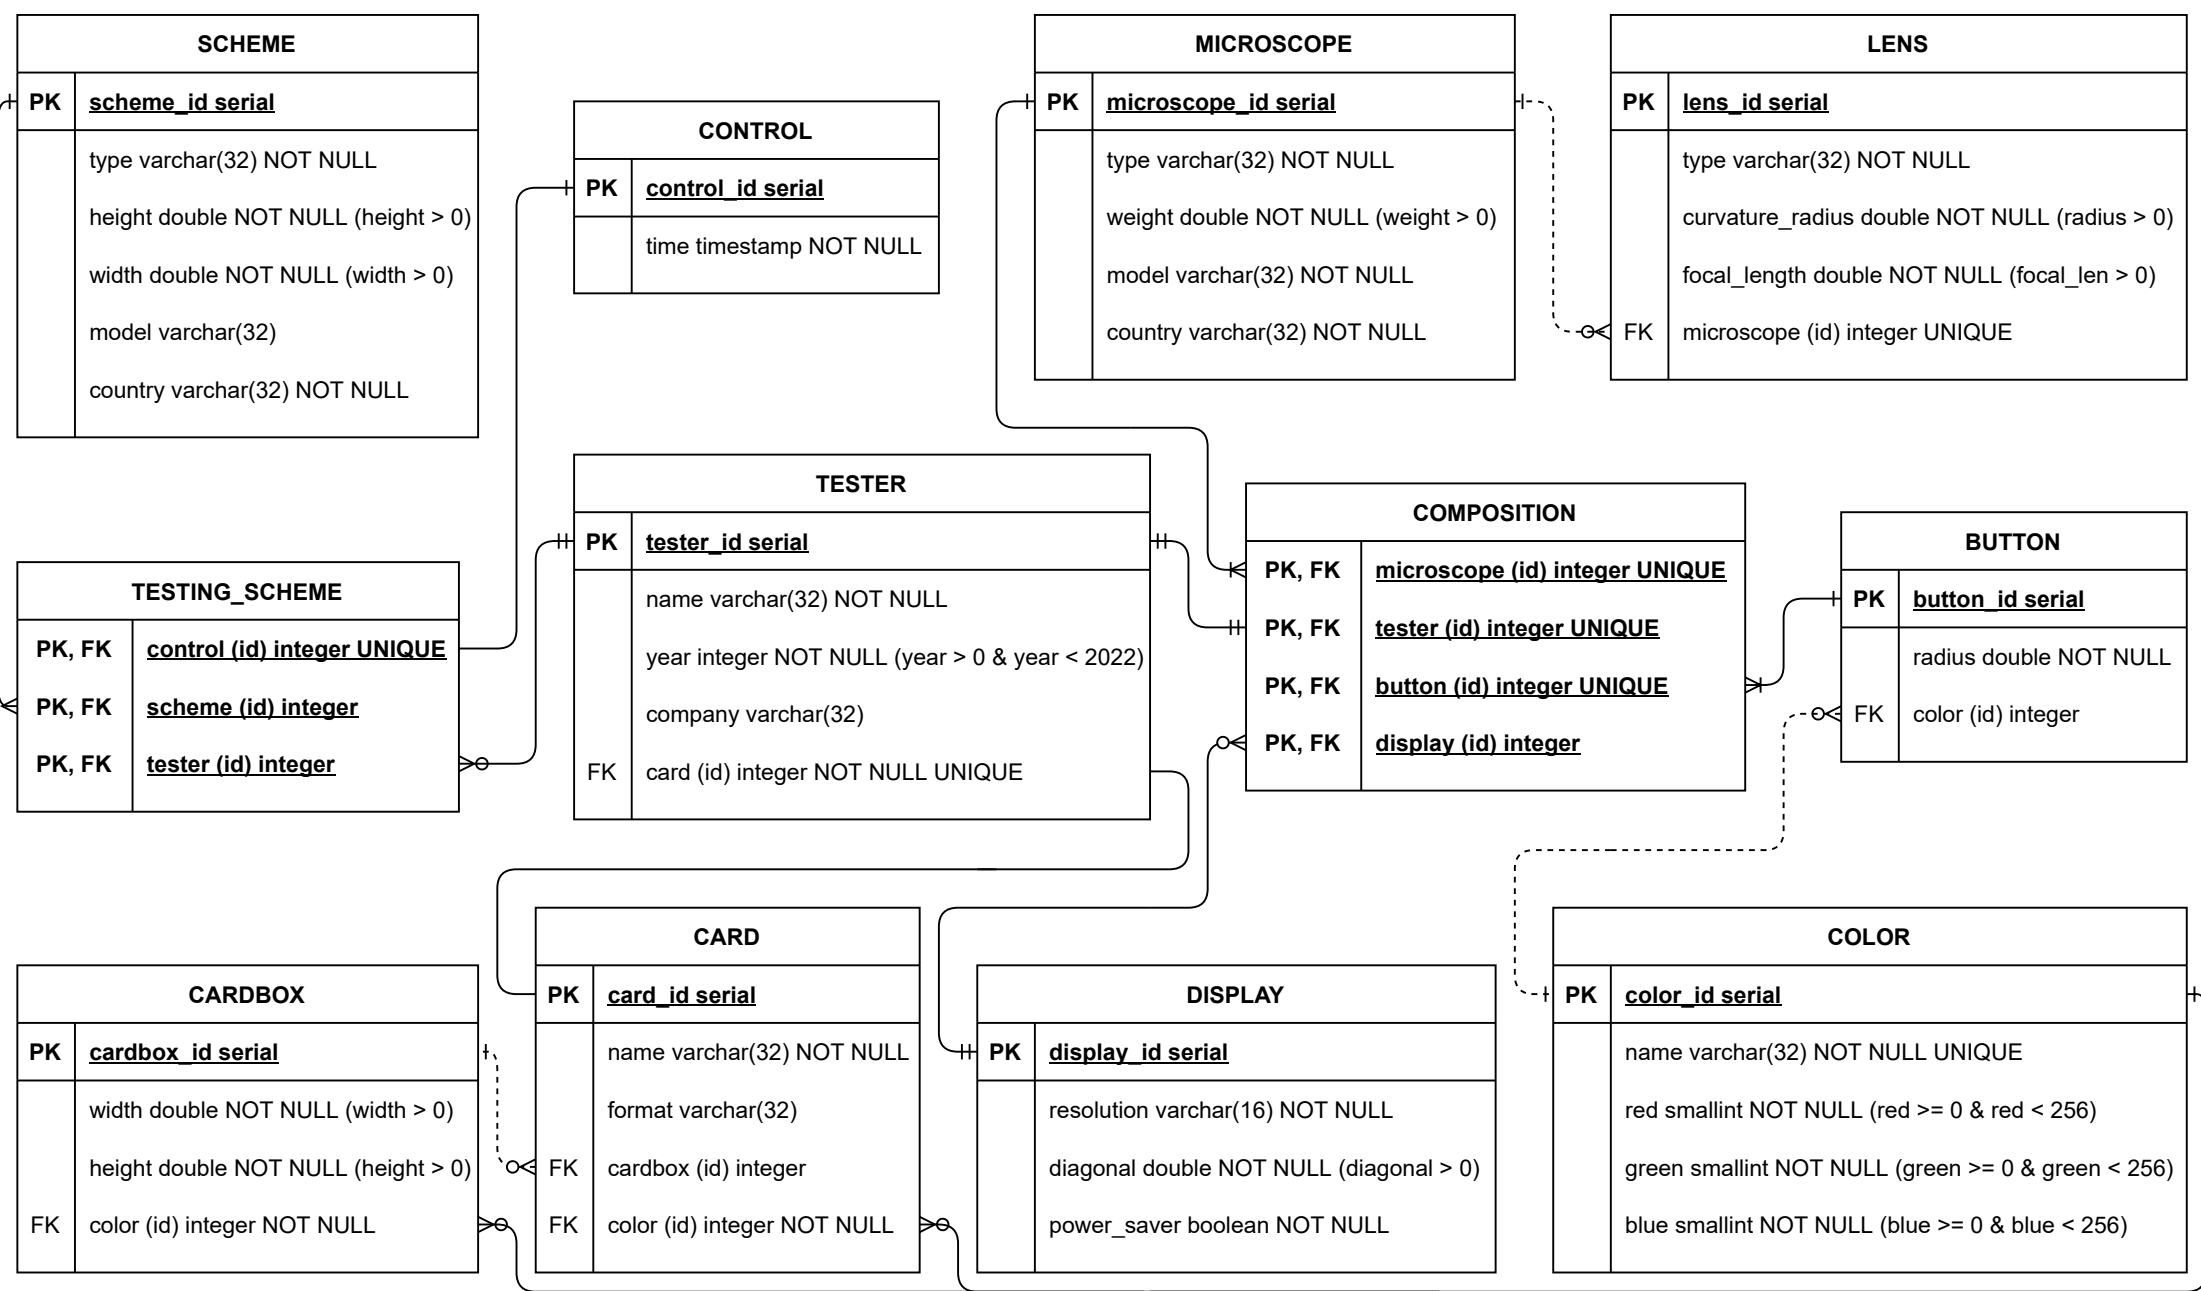 SCHEME
PK scheme_id serial
type varchar(32) NOT NULL
height double NOT NULL (height > 0)
width double NOT NULL (width > 0)
model varchar(32)
country varchar(32) NOT NULL
CONTROL
PK control_id serial
time timestamp NOT NULL
MICROSCOPE
PK microscope_id serial
type varchar(32) NOT NULL
weight double NOT NULL (weight > 0)
model varchar(32) NOT NULL
country varchar(32) NOT NULL
LENS
PK lens_id serial
type varchar(32) NOT NULL
curvature_radius double NOT NULL (radius > 0)
focal_length double NOT NULL (focal_len > 0)
FK microscope (id) integer UNIQUE
TESTING_SCHEME
PK, FK control (id) integer UNIQUE
PK, FK scheme (id) integer
PK, FK tester (id) integer
TESTER
PK tester_id serial
name varchar(32) NOT NULL
year integer NOT NULL (year > 0 & year < 2022)
company varchar(32)
FK card (id) integer NOT NULL UNIQUE
COMPOSITION
PK, FK microscope (id) integer UNIQUE
PK, FK tester (id) integer UNIQUE
PK, FK button (id) integer UNIQUE
PK, FK display (id) integer
BUTTON
PK button_id serial
radius double NOT NULL
FK color (id) integer
CARDBOX
PK cardbox_id serial
width double NOT NULL (width > 0)
height double NOT NULL (height > 0)
FK color (id) integer NOT NULL
CARD
PK card_id serial
name varchar(32) NOT NULL
format varchar(32)
FK cardbox (id) integer
FK color (id) integer NOT NULL
DISPLAY
PK display_id serial
resolution varchar(16) NOT NULL
diagonal double NOT NULL (diagonal > 0)
power_saver boolean NOT NULL
COLOR
PK color_id serial
name varchar(32) NOT NULL UNIQUE
red smallint NOT NULL (red >= 0 & red < 256)
green smallint NOT NULL (green >= 0 & green < 256)
blue smallint NOT NULL (blue >= 0 & blue < 256)